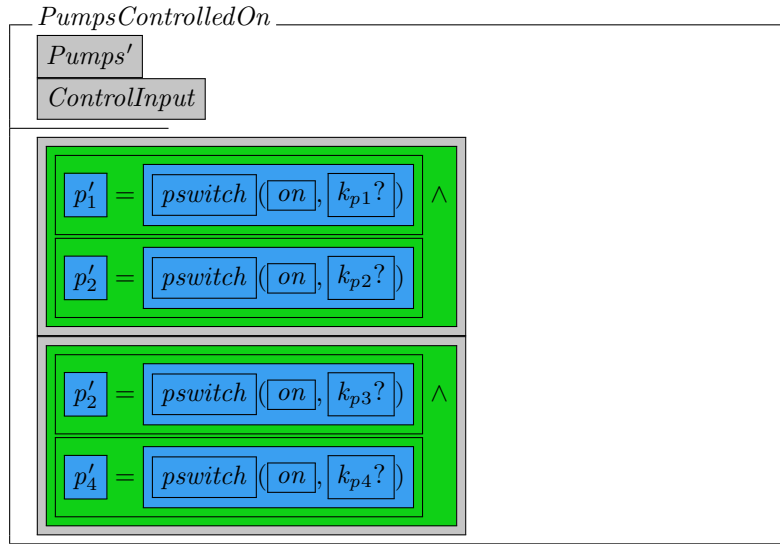 PumpsControlledOn
Pumps′
ControlInput
p′₁ = pswitch(on, kₚ₁?) ∧
p′₂ = pswitch(on, kₚ₂?)
p′₂ = pswitch(on, kₚ₃?) ∧
p′₄ = pswitch(on, kₚ₄?)